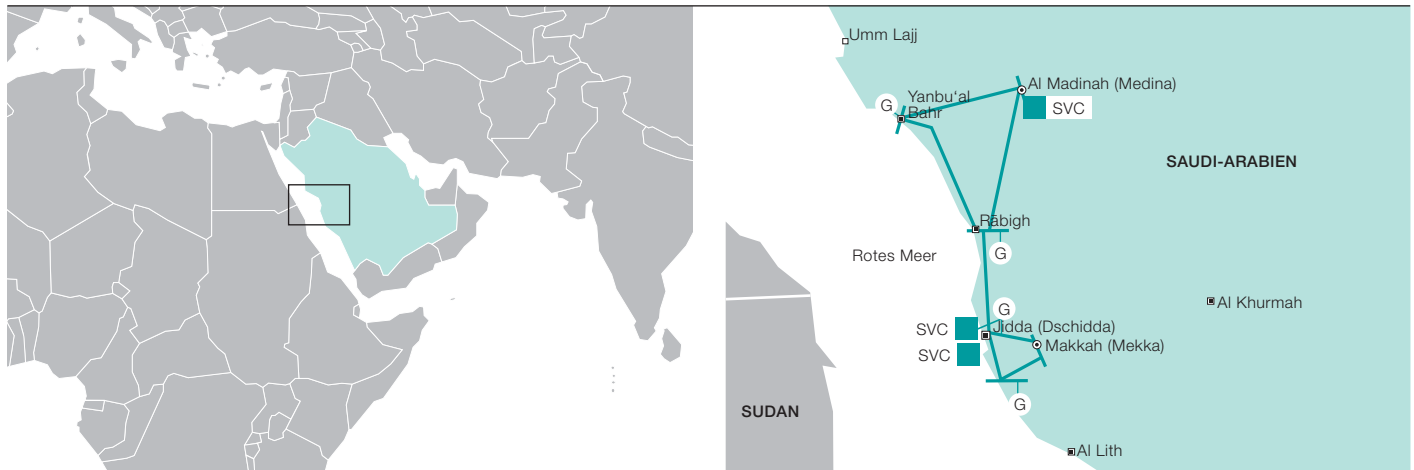 Umm Lajj
Al Madinah (Medina)
Yanbu‘al
Bahr
G
SVC
SAUDI-ARABIEN
Rābigh
G
Rotes Meer
Al Khurmah
G
SVC
Jidda (Dschidda)
Makkah (Mekka)
SVC
G
SUDAN
Al Lith